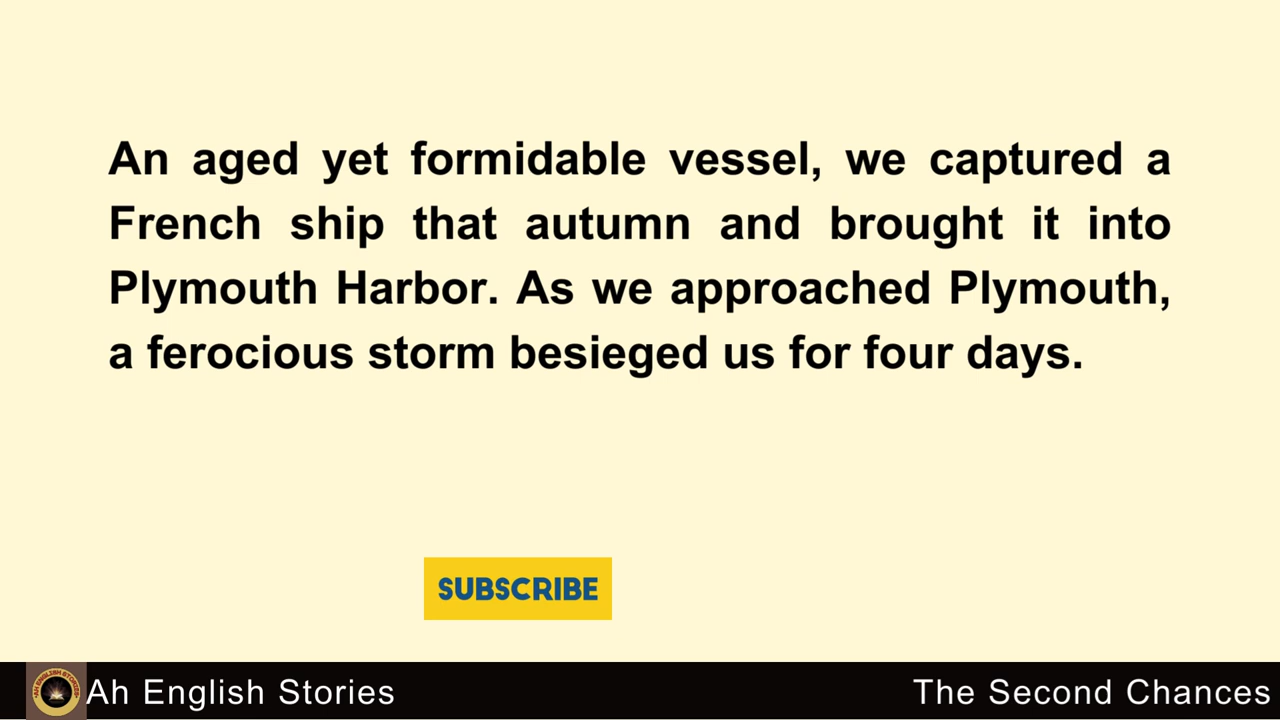 An aged yet formidable vessel, we captured a
French ship that autumn and brought it into
Plymouth Harbor. As we approached Plymouth,
a ferocious storm besieged us for four days.
SUBSCRIBE
Ah English Stories
The Second Chances